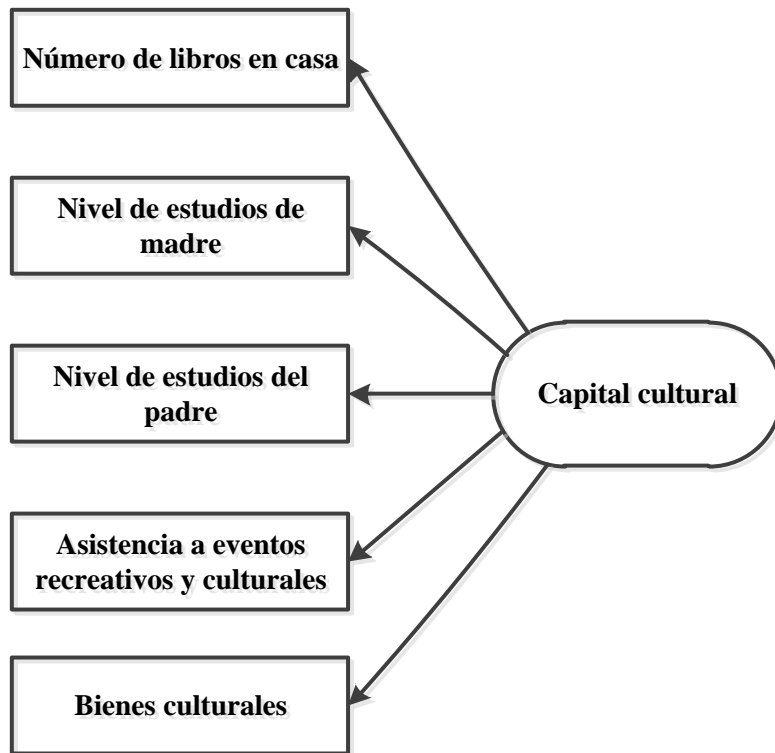 Número de libros en casa
Nivel de estudios de
madre
Nivel de estudios del
padre
Capital cultural
Asistencia a eventos
recreativos y culturales
Bienes culturales